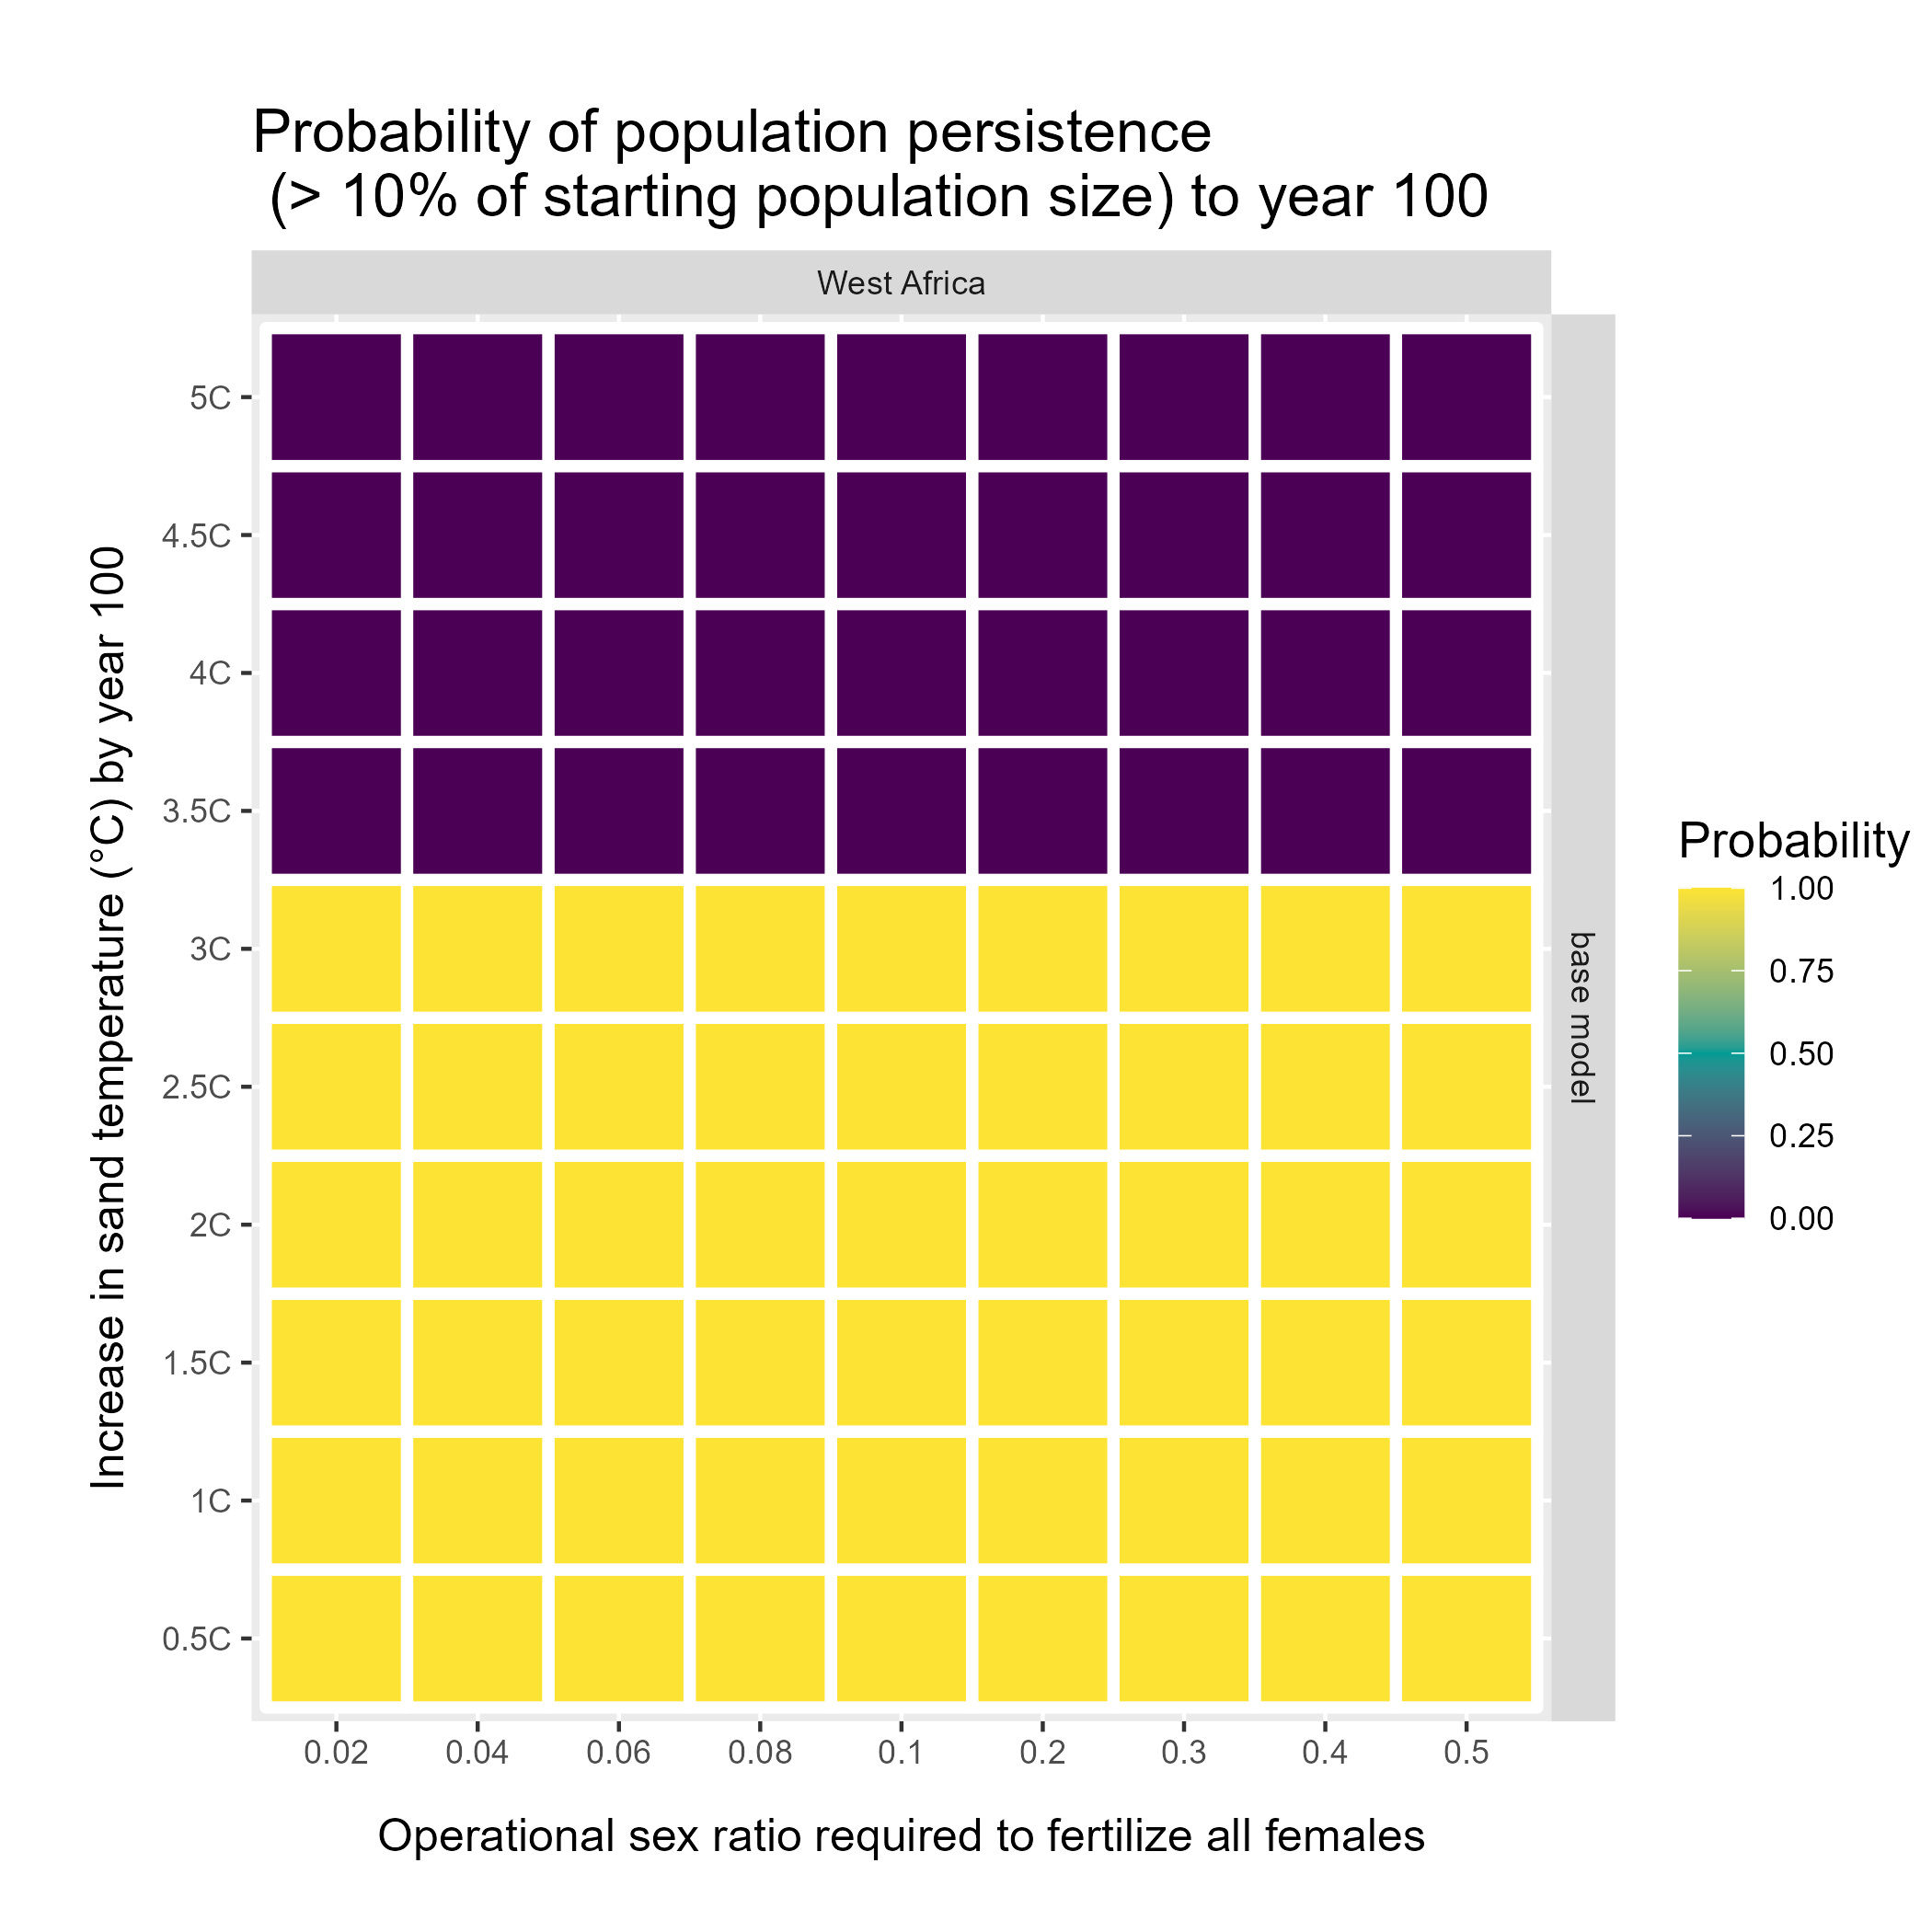 Probability of population persistence
(> 10% of starting population size) to year 100
West Africa
Increase in sand temperature (°C) by year 100
5C
4.5C
4C
3.5C
3C
2.5C
2C
1.5C
1C
0.5C
base model
Probability
1.00
0.75
0.50
0.25
0.00
0.02 0.04 0.06 0.08 0.1 0.2 0.3 0.4 0.5
Operational sex ratio required to fertilize all females